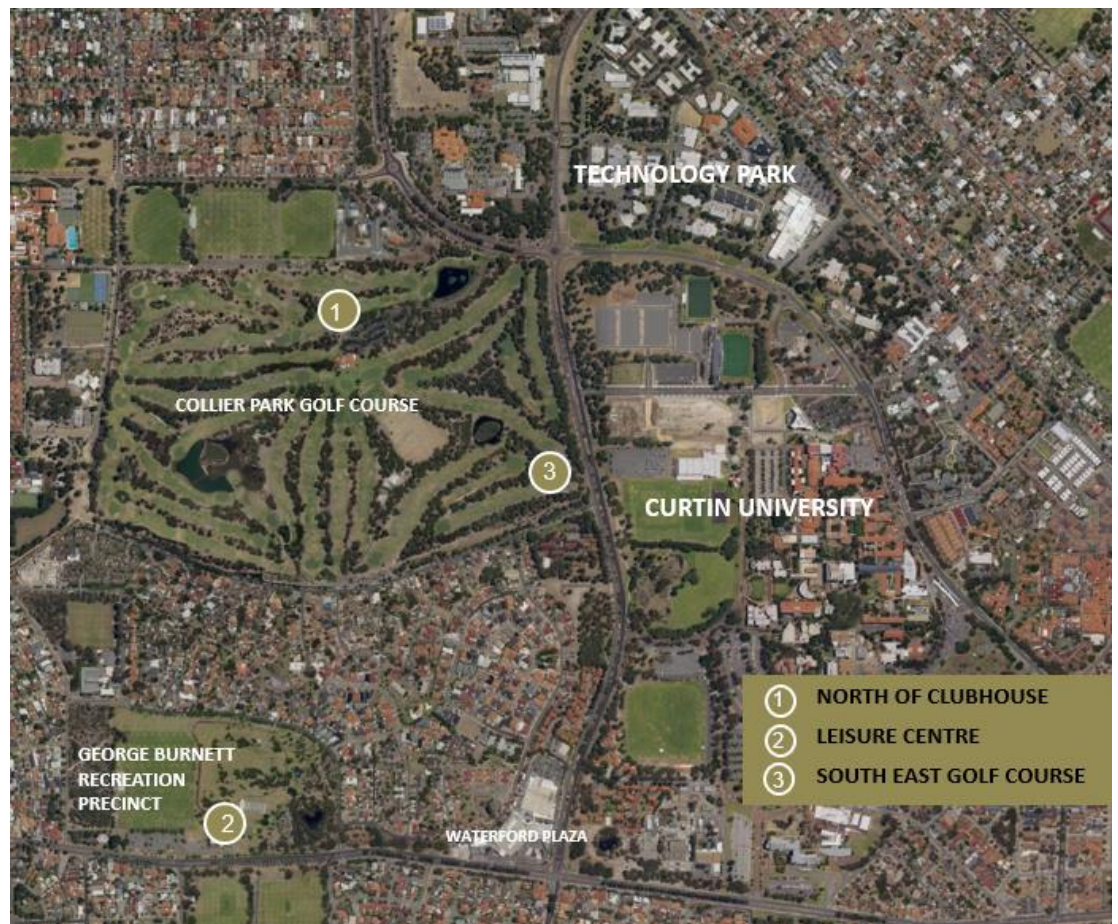 TECHNOLOGY PARK
1
COLLIER PARK GOLF COURSE
3
CURTIN UNIVERSITY
1 NORTH OF CLUBHOUSE
2 LEISURE CENTRE
3 SOUTH EAST GOLF COURSE
GEORGE BURNETT
RECREATION
PRECINCT
2
WATERFORD PLAZA